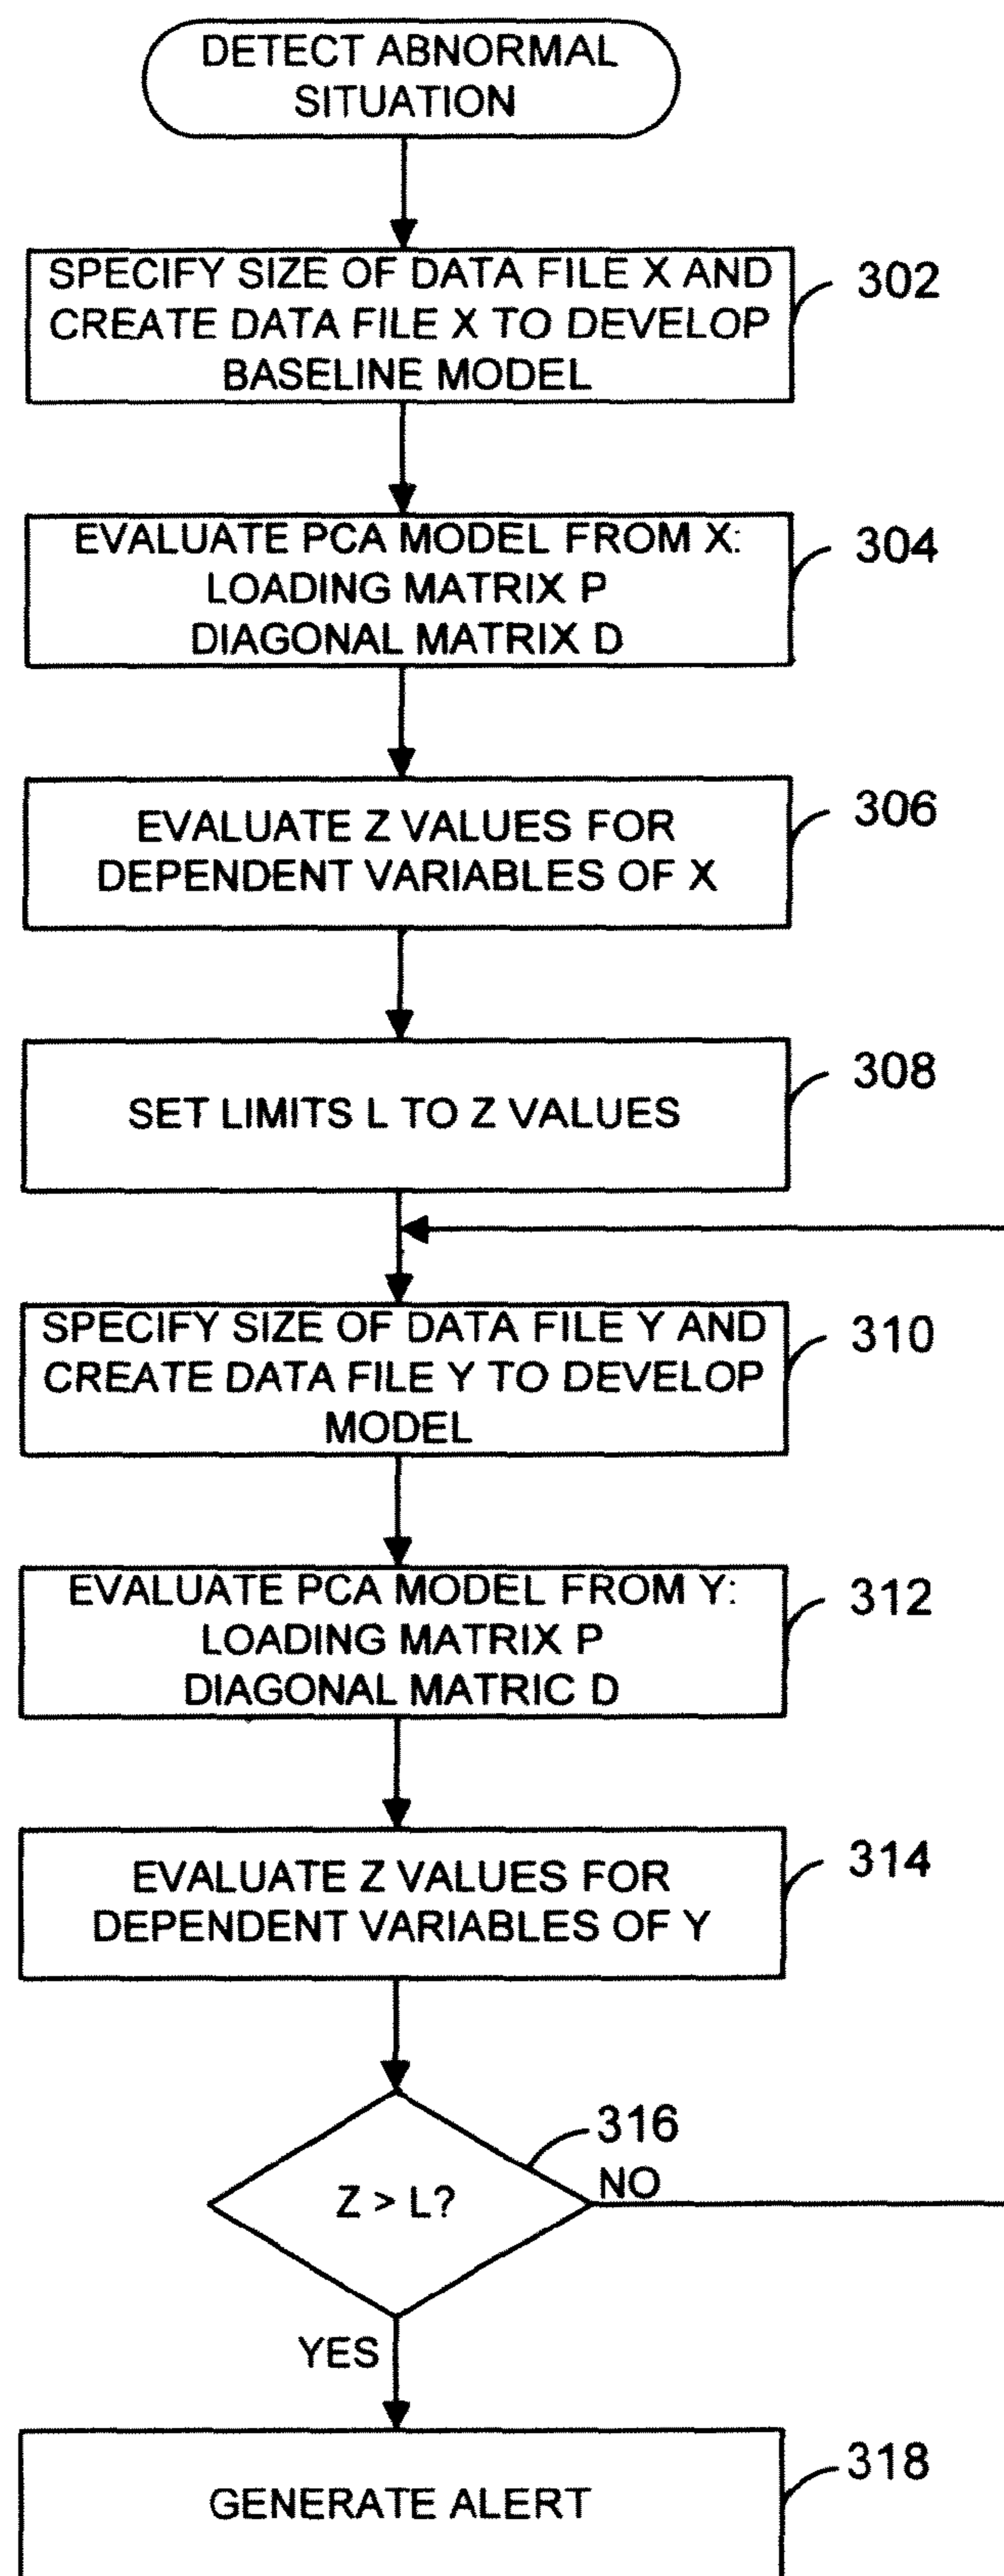 DETECT ABNORMAL
SITUATION
SPECIFY SIZE OF DATA FILE X AND
CREATE DATA FILE X TO DEVELOP
BASELINE MODEL
302
EVALUATE PCA MODEL FROM X:
LOADING MATRIX P
DIAGONAL MATRIX D
304
EVALUATE Z VALUES FOR
DEPENDENT VARIABLES OF X
306
SET LIMITS L TO Z VALUES
308
SPECIFY SIZE OF DATA FILE Y AND
CREATE DATA FILE Y TO DEVELOP
MODEL
310
EVALUATE PCA MODEL FROM Y:
LOADING MATRIX P
DIAGONAL MATRIC D
312
EVALUATE Z VALUES FOR
DEPENDENT VARIABLES OF Y
314
316
NO
Z > L?
YES
GENERATE ALERT
318